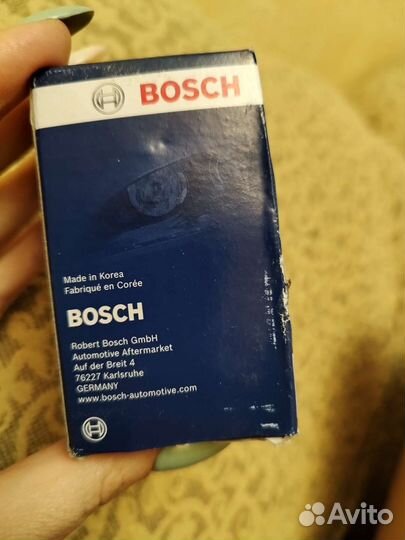 BOSCH
Made in Korea
Fabriqué en Corée
BOSCH
Robert Bosch GmbH
Automotive Aftermarket
Auf der Breit 4
76227 Karlsruhe
GERMANY
www.bosch-automotive.com
Avito